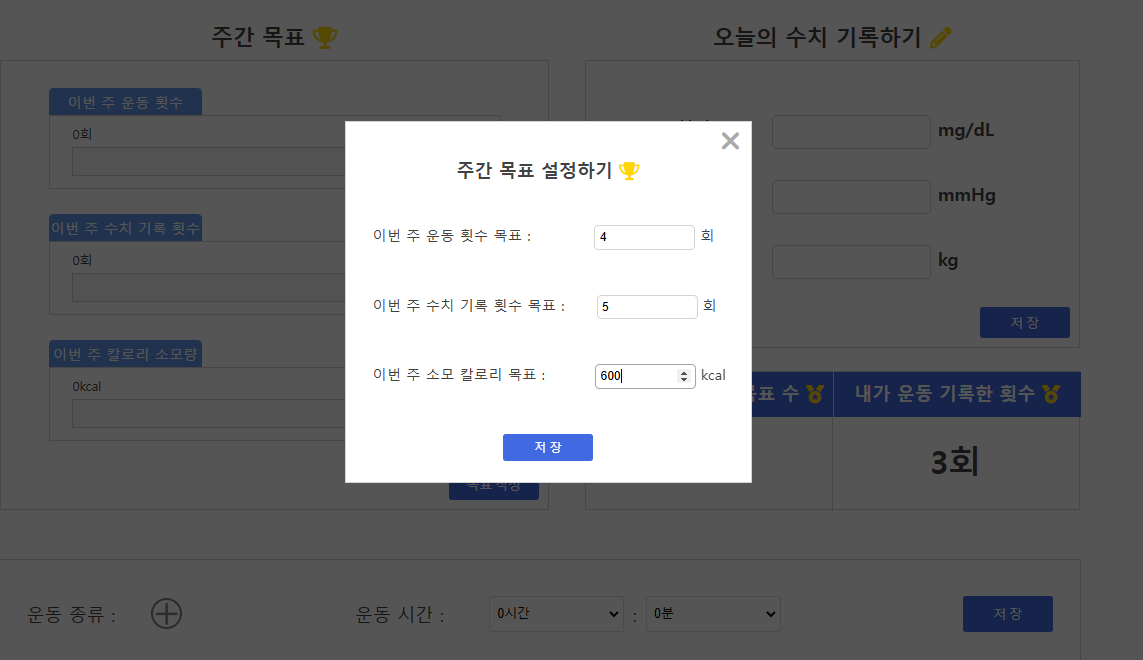 주간 목표
오늘의 수치 기록하기
이번 주 운동 횟수
0회
mg/dL
주간 목표 설정하기
mmHg
이번 주 수치 기록 횟수
이번 주 운동 횟수 목표 : 4 회
0회
kg
이번 주 수치 기록 횟수 목표 : 5 회
저장
이번 주 칼로리 소모량
0kcal
이번 주 소모 칼로리 목표 : 600 kcal
목표 수
내가 운동 기록한 횟수
저장
3회
운동 종류 :
운동 시간 : 0시간 : 0분
저장